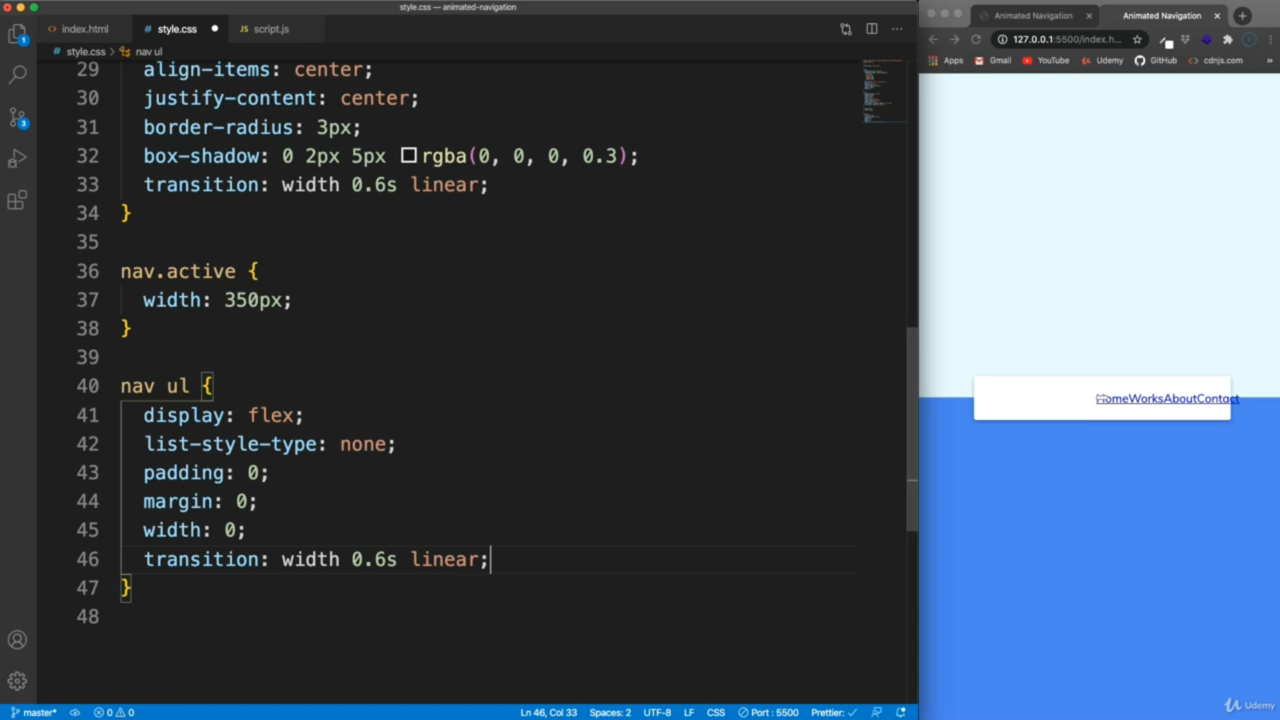 style.css — animated-navigation
index.html
style.css
script.js
style.css > nav ul
29 align-items: center;
30 justify-content: center;
31 border-radius: 3px;
32 box-shadow: 0 2px 5px rgba(0, 0, 0, 0.3);
33 transition: width 0.6s linear;
34 }
35
36 nav.active {
37 width: 350px;
38 }
39
40 nav ul {
41 display: flex;
42 list-style-type: none;
43 padding: 0;
44 margin: 0;
45 width: 0;
46 transition: width 0.6s linear;
47 }
48
1
3
master*
0 0
Ln 46, Col 33
Spaces: 2
UTF-8
LF
CSS
Port : 5500
Prettier: ✓
Animated Navigation
Animated Navigation
127.0.0.1:5500/index.h...
Apps
Gmail
YouTube
Udemy
GitHub
cdnjs.com
»
HomeWorksAboutContact
Udemy